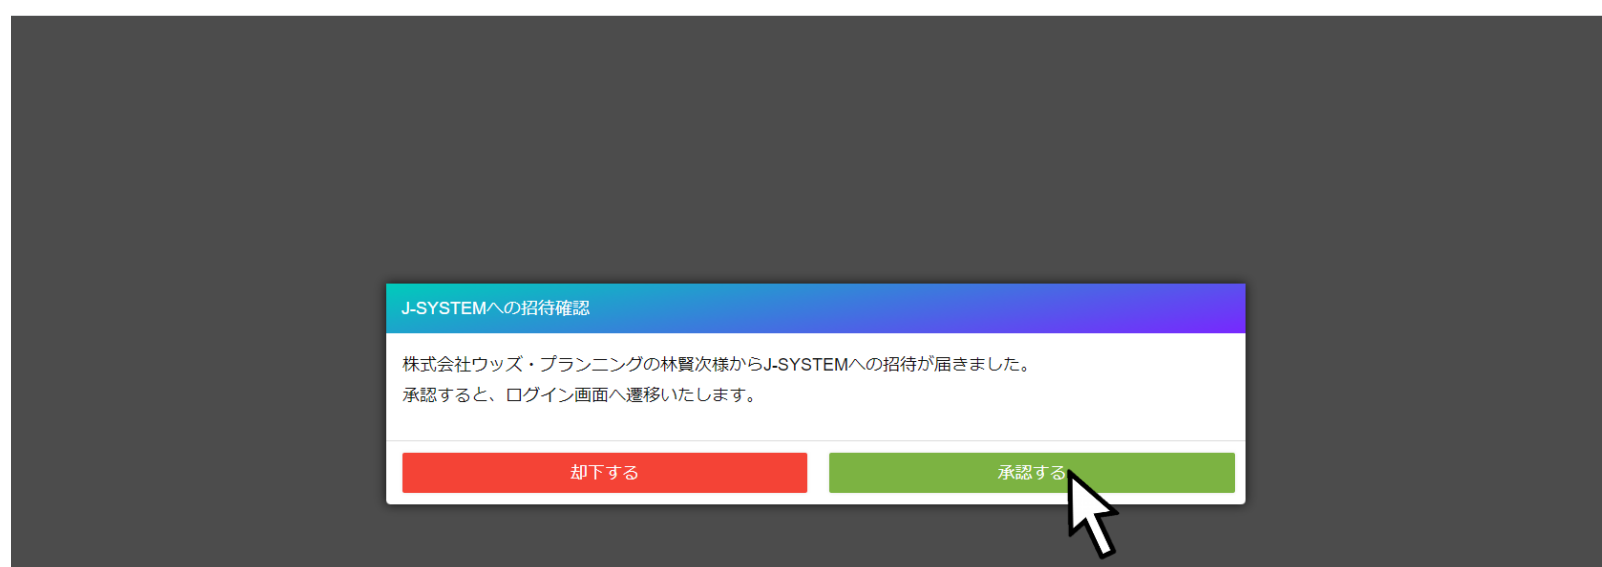 J-SYSTEMへの招待確認
株式会社ウッズ・プランニングの林賢次様からJ-SYSTEMへの招待が届きました。
承認すると、ログイン画面へ遷移いたします。
却下する
承認する